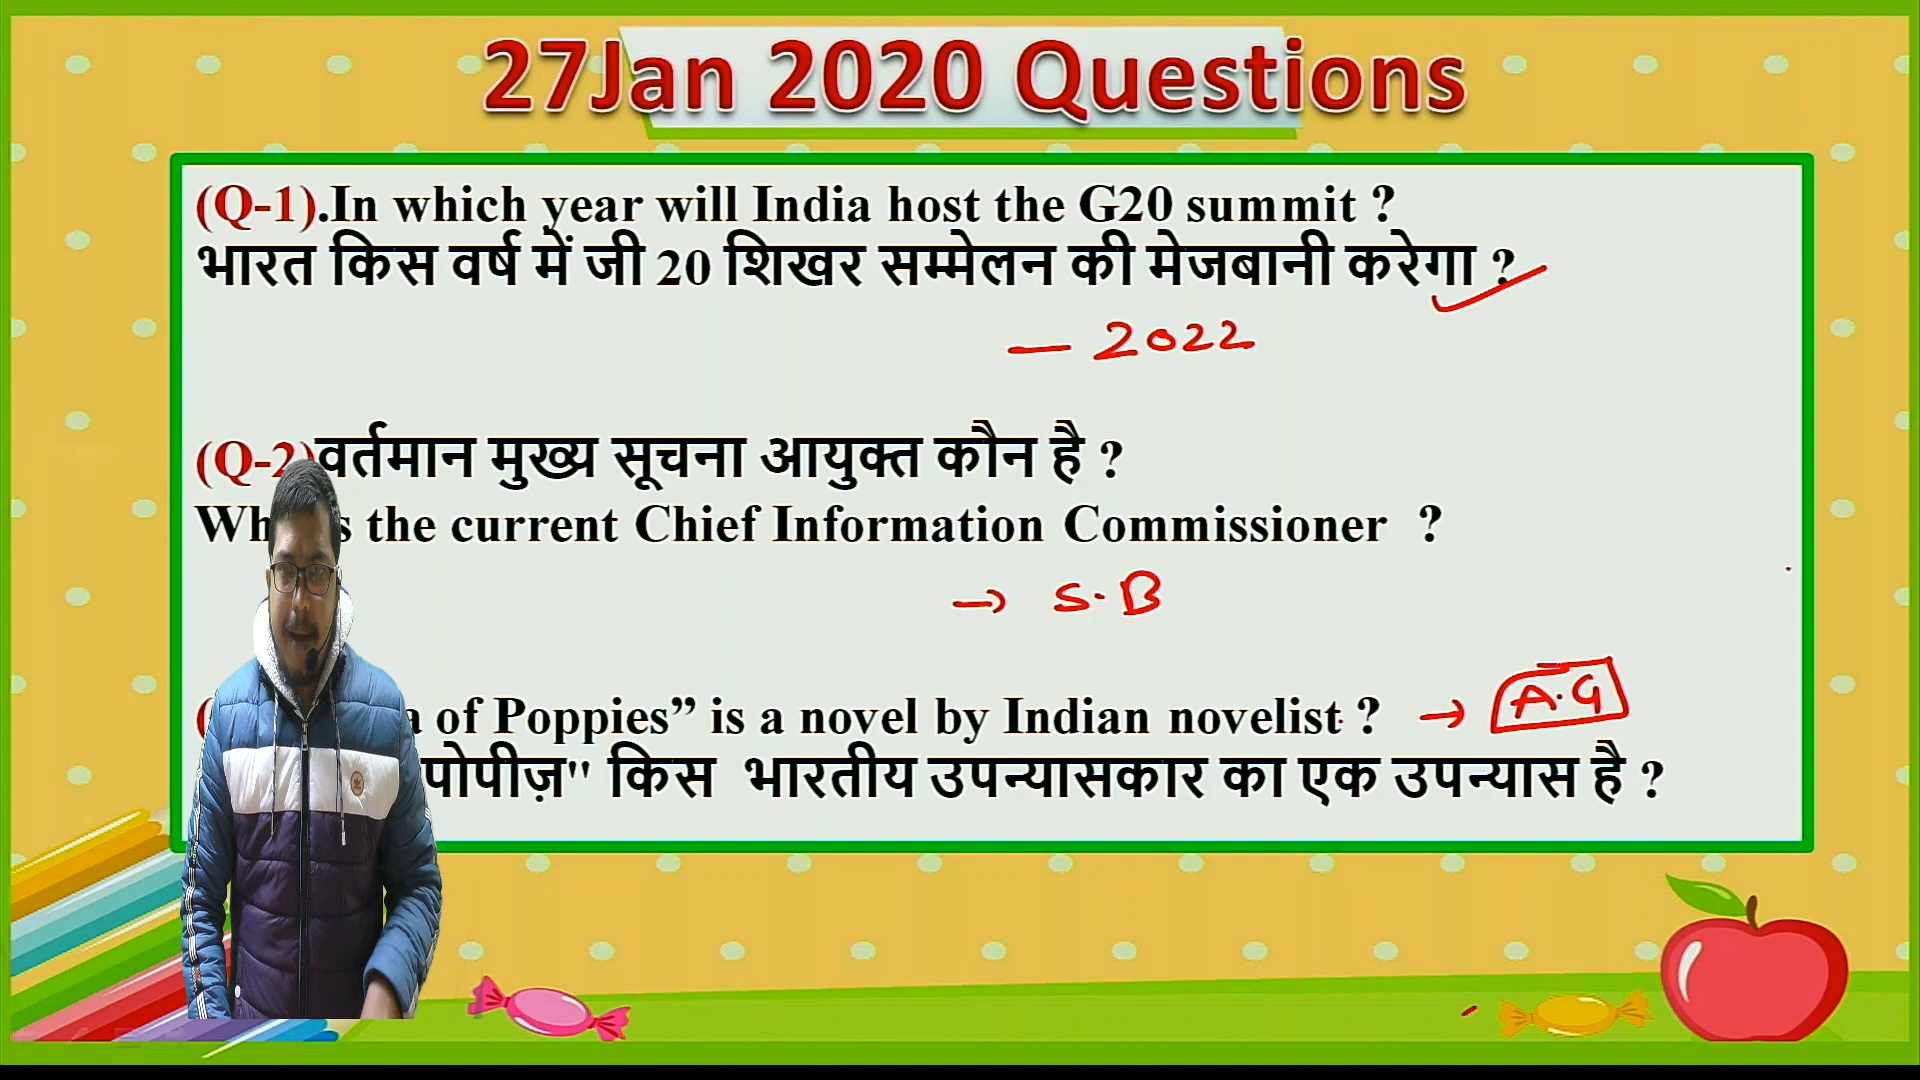 27Jan 2020 Questions
(Q-1).In which year will India host the G20 summit ?
भारत किस वर्ष में जी 20 शिखर सम्मेलन की मेजबानी करेगा ?
— 2022
(Q-2)वर्तमान मुख्य सूचना आयुक्त कौन है ?
the current Chief Information Commissioner ?
→ S.B
of Poppies” is a novel by Indian novelist ? → A.G
पोपीज़" किस भारतीय उपन्यासकार का एक उपन्यास है ?